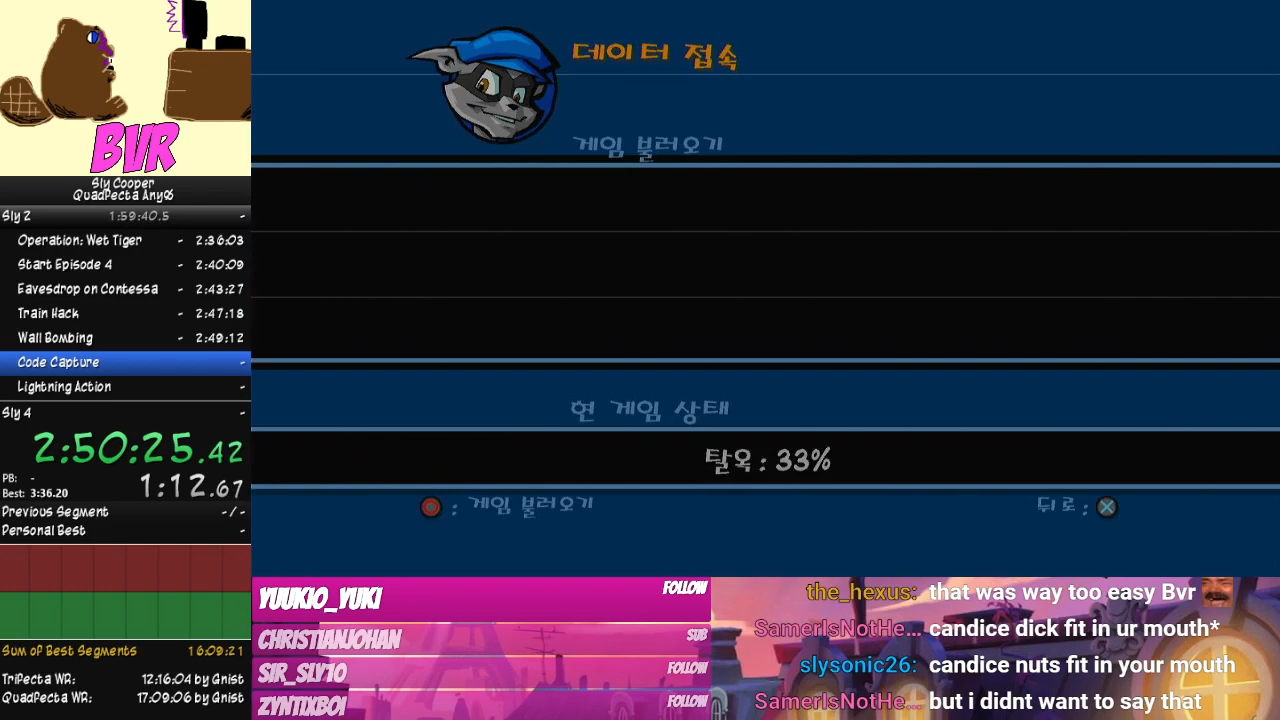 BVR
Sly Cooper
QuadPecta Any%
Sly 2 1:59:40.5 -
Operation: Wet Tiger - 2:36:03
Start Episode 4 - 2:40:09
Eavesdrop on Contessa - 2:43:27
Train Hack - 2:47:18
Wall Bombing - 2:49:12
Code Capture -
Lightning Action -
Sly 4 -
2:50:25.42
PB: -
Best: 3:36.20
1:12.67
Previous Segment -/-
Personal Best -
Sum of Best Segments 16:09:21
TriPecta WR: 12:16:04 by Gnist
QuadPecta WR: 17:09:06 by Gnist
데이터 접속
게임 불러오기
현 게임 상태
탈옥 : 33%
: 게임 불러오기
뒤로 :
YUUKIO_YUKI FOLLOW
CHRISTIANJOHAN SUB
SIR_SLY10 FOLLOW
ZYNTIXBOI FOLLOW
the_hexus: that was way too easy Bvr
SamerIsNotHe... candice dick fit in ur mouth*
slysonic26: candice nuts fit in your mouth
SamerIsNotHe... but i didnt want to say that